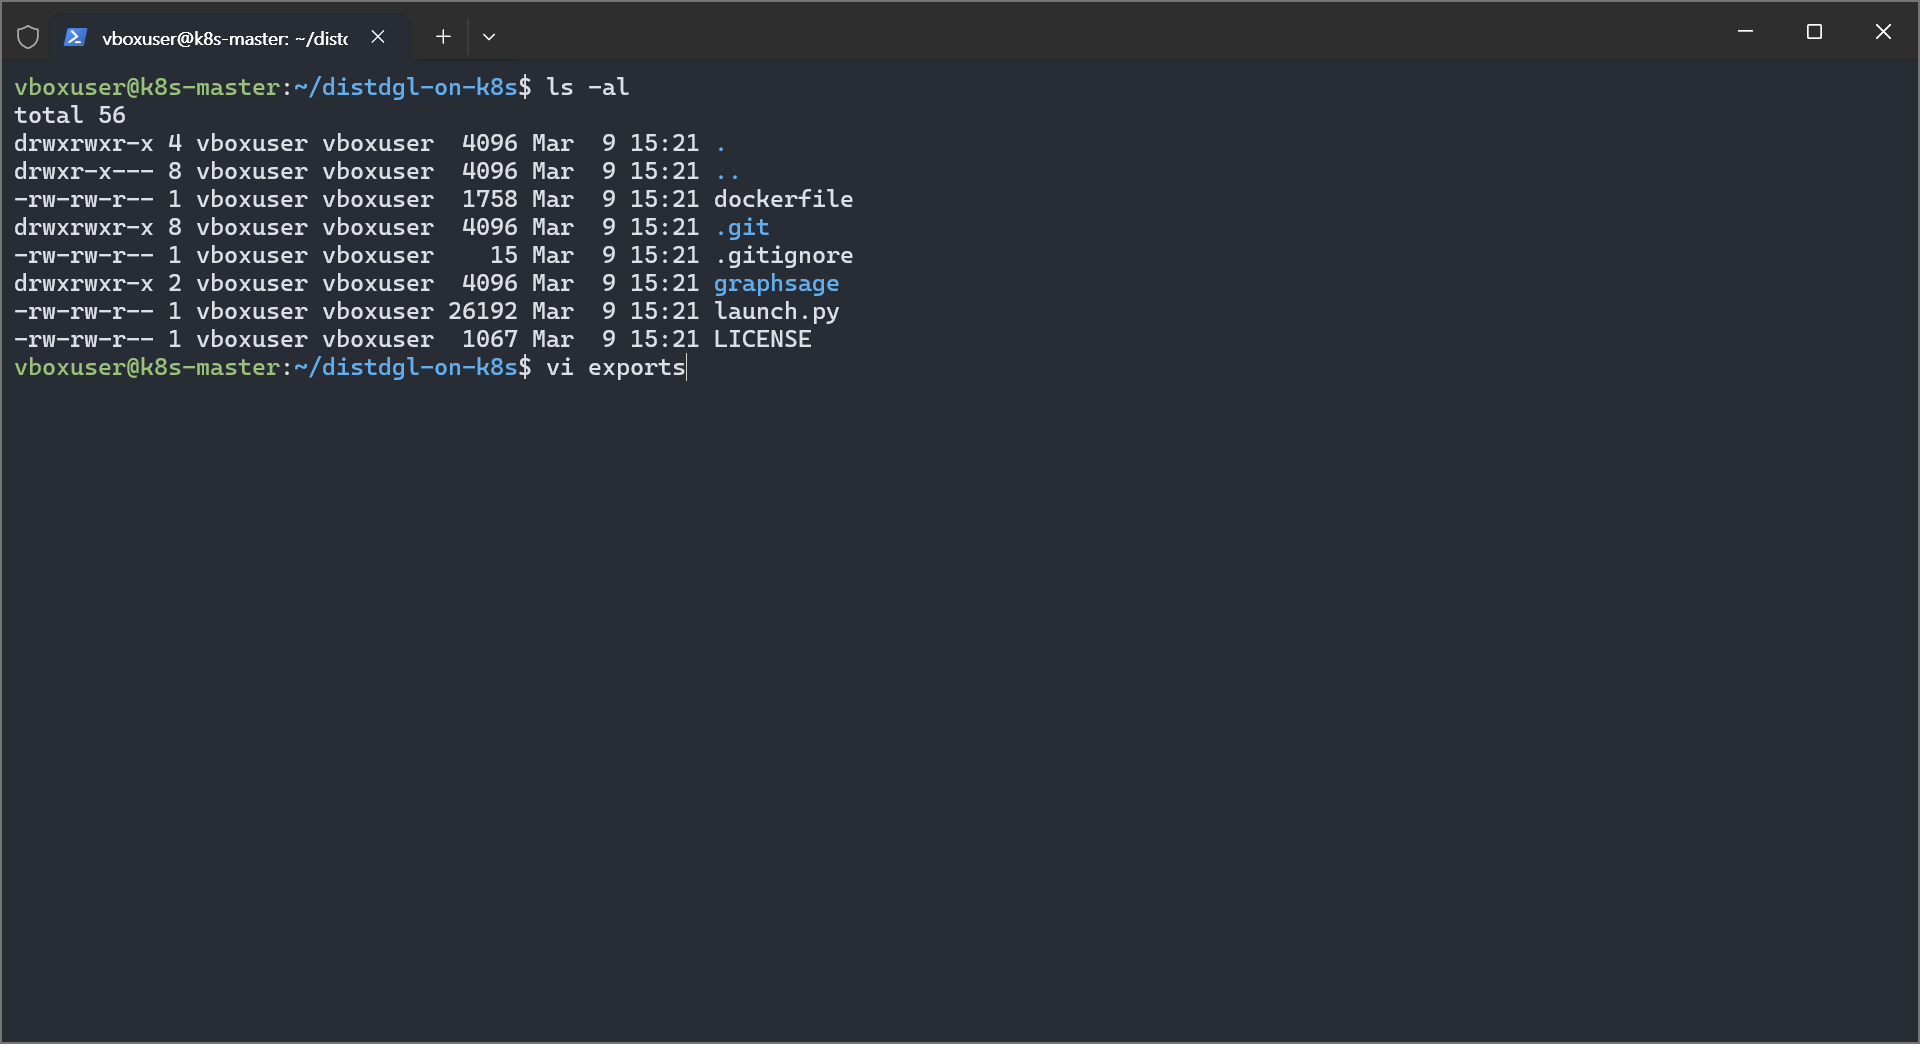 vboxuser@k8s-master: ~/dist
vboxuser@k8s-master:~/distdgl-on-k8s$ ls -al
total 56
drwxrwxr-x 4 vboxuser vboxuser  4096 Mar  9 15:21 .
drwxr-x--- 8 vboxuser vboxuser  4096 Mar  9 15:21 ..
-rw-rw-r-- 1 vboxuser vboxuser  1758 Mar  9 15:21 dockerfile
drwxrwxr-x 8 vboxuser vboxuser  4096 Mar  9 15:21 .git
-rw-rw-r-- 1 vboxuser vboxuser    15 Mar  9 15:21 .gitignore
drwxrwxr-x 2 vboxuser vboxuser  4096 Mar  9 15:21 graphsage
-rw-rw-r-- 1 vboxuser vboxuser 26192 Mar  9 15:21 launch.py
-rw-rw-r-- 1 vboxuser vboxuser  1067 Mar  9 15:21 LICENSE
vboxuser@k8s-master:~/distdgl-on-k8s$ vi exports